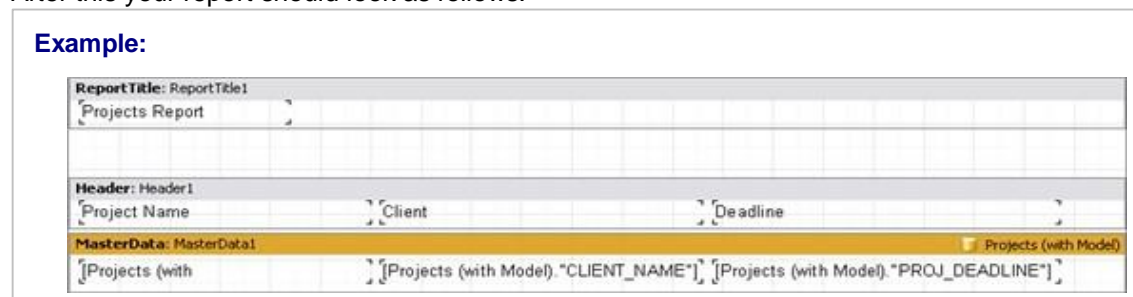 After this your report should look as follows:
Example:
ReportTitle: ReportTitle1
Projects Report
Header: Header1
Project Name Client Deadline
MasterData: MasterData1 Projects (with Model)
[Projects (with [Projects (with Model)."CLIENT_NAME"] [Projects (with Model)."PROJ_DEADLINE"]